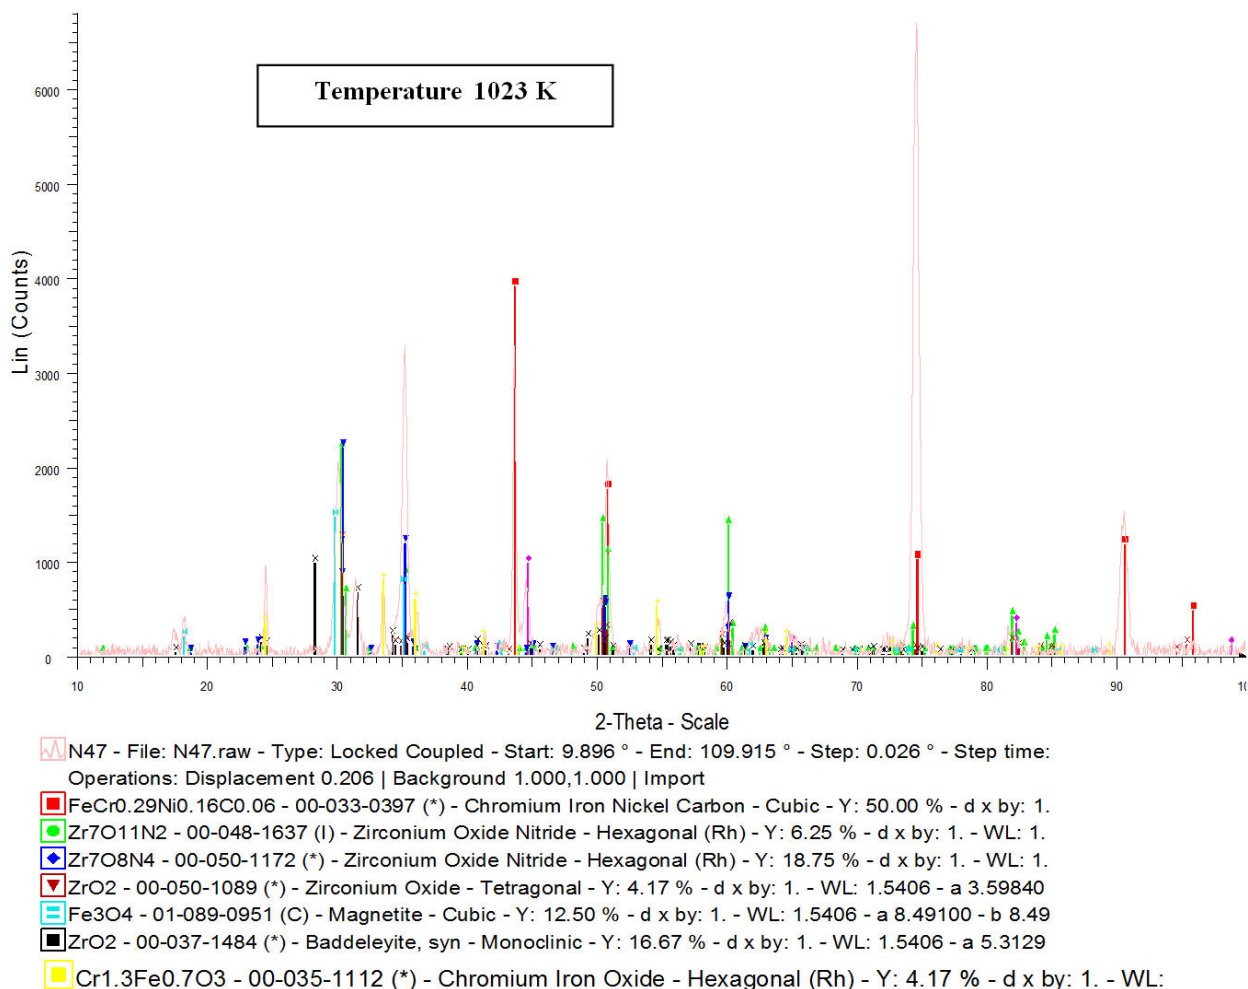 Temperature 1023 K
Lin (Counts)
6000
5000
4000
3000
2000
1000
0
10 20 30 40 50 60 70 80 90 10
2-Theta - Scale
N47 - File: N47.raw - Type: Locked Coupled - Start: 9.896 ° - End: 109.915 ° - Step: 0.026 ° - Step time:
Operations: Displacement 0.206 | Background 1.000,1.000 | Import
FeCr0.29Ni0.16C0.06 - 00-033-0397 (*) - Chromium Iron Nickel Carbon - Cubic - Y: 50.00 % - d x by: 1.
Zr7O11N2 - 00-048-1637 (I) - Zirconium Oxide Nitride - Hexagonal (Rh) - Y: 6.25 % - d x by: 1. - WL: 1.
Zr7O8N4 - 00-050-1172 (*) - Zirconium Oxide Nitride - Hexagonal (Rh) - Y: 18.75 % - d x by: 1. - WL: 1.
ZrO2 - 00-050-1089 (*) - Zirconium Oxide - Tetragonal - Y: 4.17 % - d x by: 1. - WL: 1.5406 - a 3.59840
Fe3O4 - 01-089-0951 (C) - Magnetite - Cubic - Y: 12.50 % - d x by: 1. - WL: 1.5406 - a 8.49100 - b 8.49
ZrO2 - 00-037-1484 (*) - Baddeleyite, syn - Monoclinic - Y: 16.67 % - d x by: 1. - WL: 1.5406 - a 5.3129
Cr1.3Fe0.7O3 - 00-035-1112 (*) - Chromium Iron Oxide - Hexagonal (Rh) - Y: 4.17 % - d x by: 1. - WL: